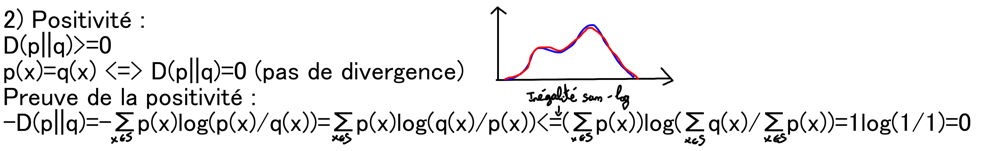 2) Positivité :
D(p||q)>=0
p(x)=q(x) <=> D(p||q)=0 (pas de divergence)
Preuve de la positivité :
Inégalité som-log
-D(p||q)=-∑p(x)log(p(x)/q(x))=∑p(x)log(q(x)/p(x))<=(∑p(x))log(∑q(x)/∑p(x))=1log(1/1)=0
x∈S x∈S x∈S x∈S x∈S